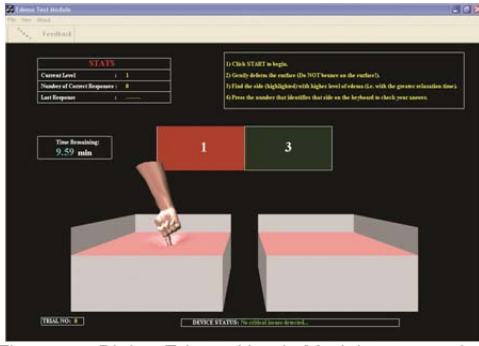 Edema Test Module
File View About
Feedback
STATS
Current Level : 1
Number of Correct Responses : 0
Last Response : -------
1) Click START to begin.
2) Gently deform the surface (Do NOT bounce on the surface!).
3) Find the side (highlighted) with higher level of edema (i.e. with the greater relaxation time).
4) Press the number that identifies that side on the keyboard to check your answer.
Time Remaining:
9.59 min
1
3
TRIAL NO: 0
DEVICE STATUS: No critical issues detected...